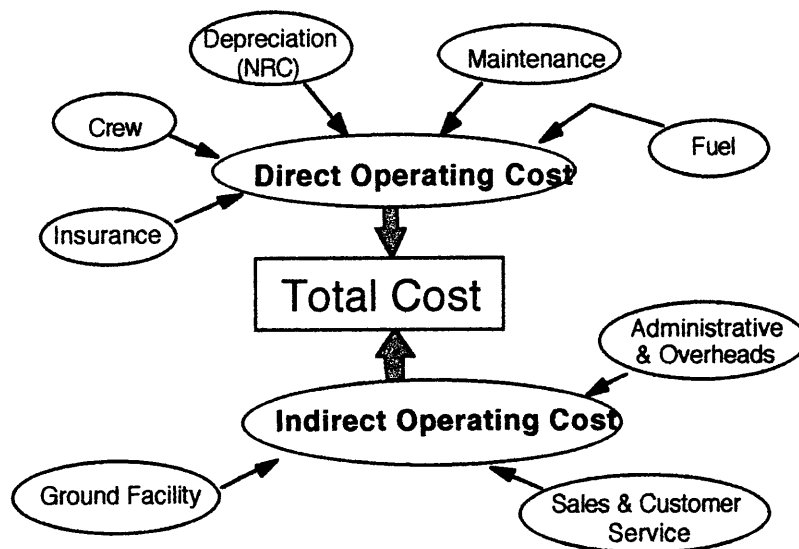 Depreciation
(NRC)
Maintenance
Crew
Fuel
Direct Operating Cost
Insurance
Total Cost
Administrative
& Overheads
Indirect Operating Cost
Ground Facility
Sales & Customer
Service